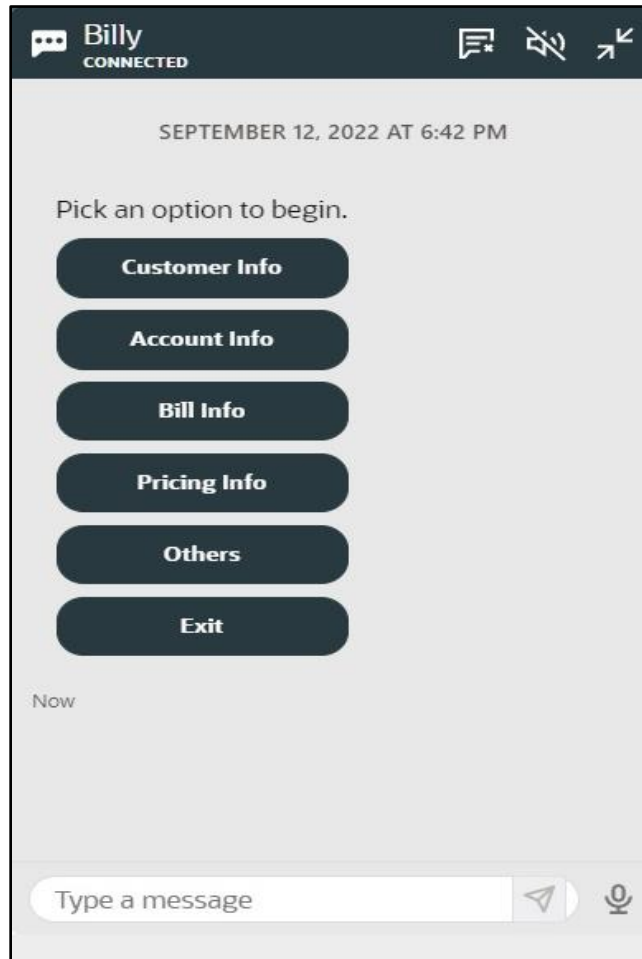 Billy
CONNECTED
SEPTEMBER 12, 2022 AT 6:42 PM
Pick an option to begin.
Customer Info
Account Info
Bill Info
Pricing Info
Others
Exit
Now
Type a message